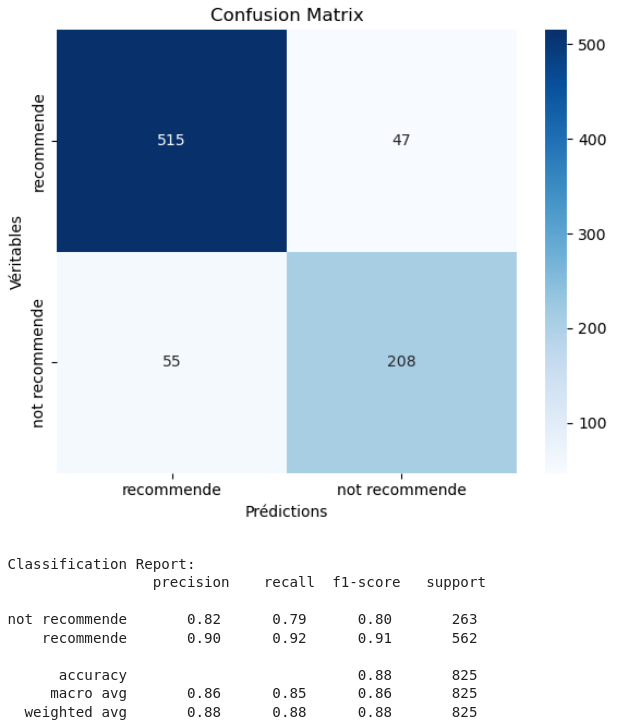 Confusion Matrix
500
400
300
200
100
Véritables
recommende
515
47
not recommende
55
208
recommende
not recommende
Prédictions
Classification Report:
precision recall f1-score support
not recommende 0.82 0.79 0.80 263
recommende 0.90 0.92 0.91 562
accuracy 0.88 825
macro avg 0.86 0.85 0.86 825
weighted avg 0.88 0.88 0.88 825